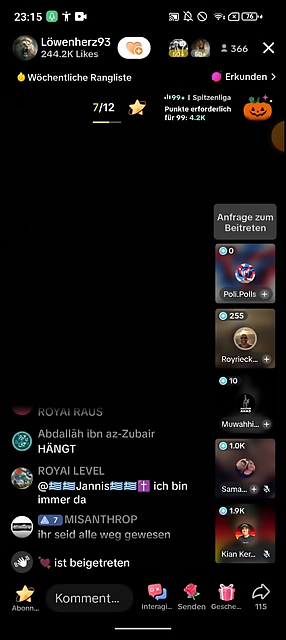 23:15
76
Löwenherz93
244.2K Likes
366
Wöchentliche Rangliste
Erkunden >
7/12
99+ | Spitzenliga
Punkte erforderlich
für 99: 4.2K
Anfrage zum
Beitreten
0
Poli.Polls +
255
Royrieck... +
10
Muwahhi... +
1.0K
Sama...
1.9K
Kian Ker...
ROYAl RAUS
Abdallāh ibn az-Zubair
HÄNGT
ROYAl LEVEL
@🇬🇷🇬🇷Jannis🇬🇷🇬🇷✝️ ich bin
immer da
7 MISANTHROP
ihr seid alle weg gewesen
💘 ist beigetreten
Abonn...
Komment...
Interagi...
Senden
Gesche...
115